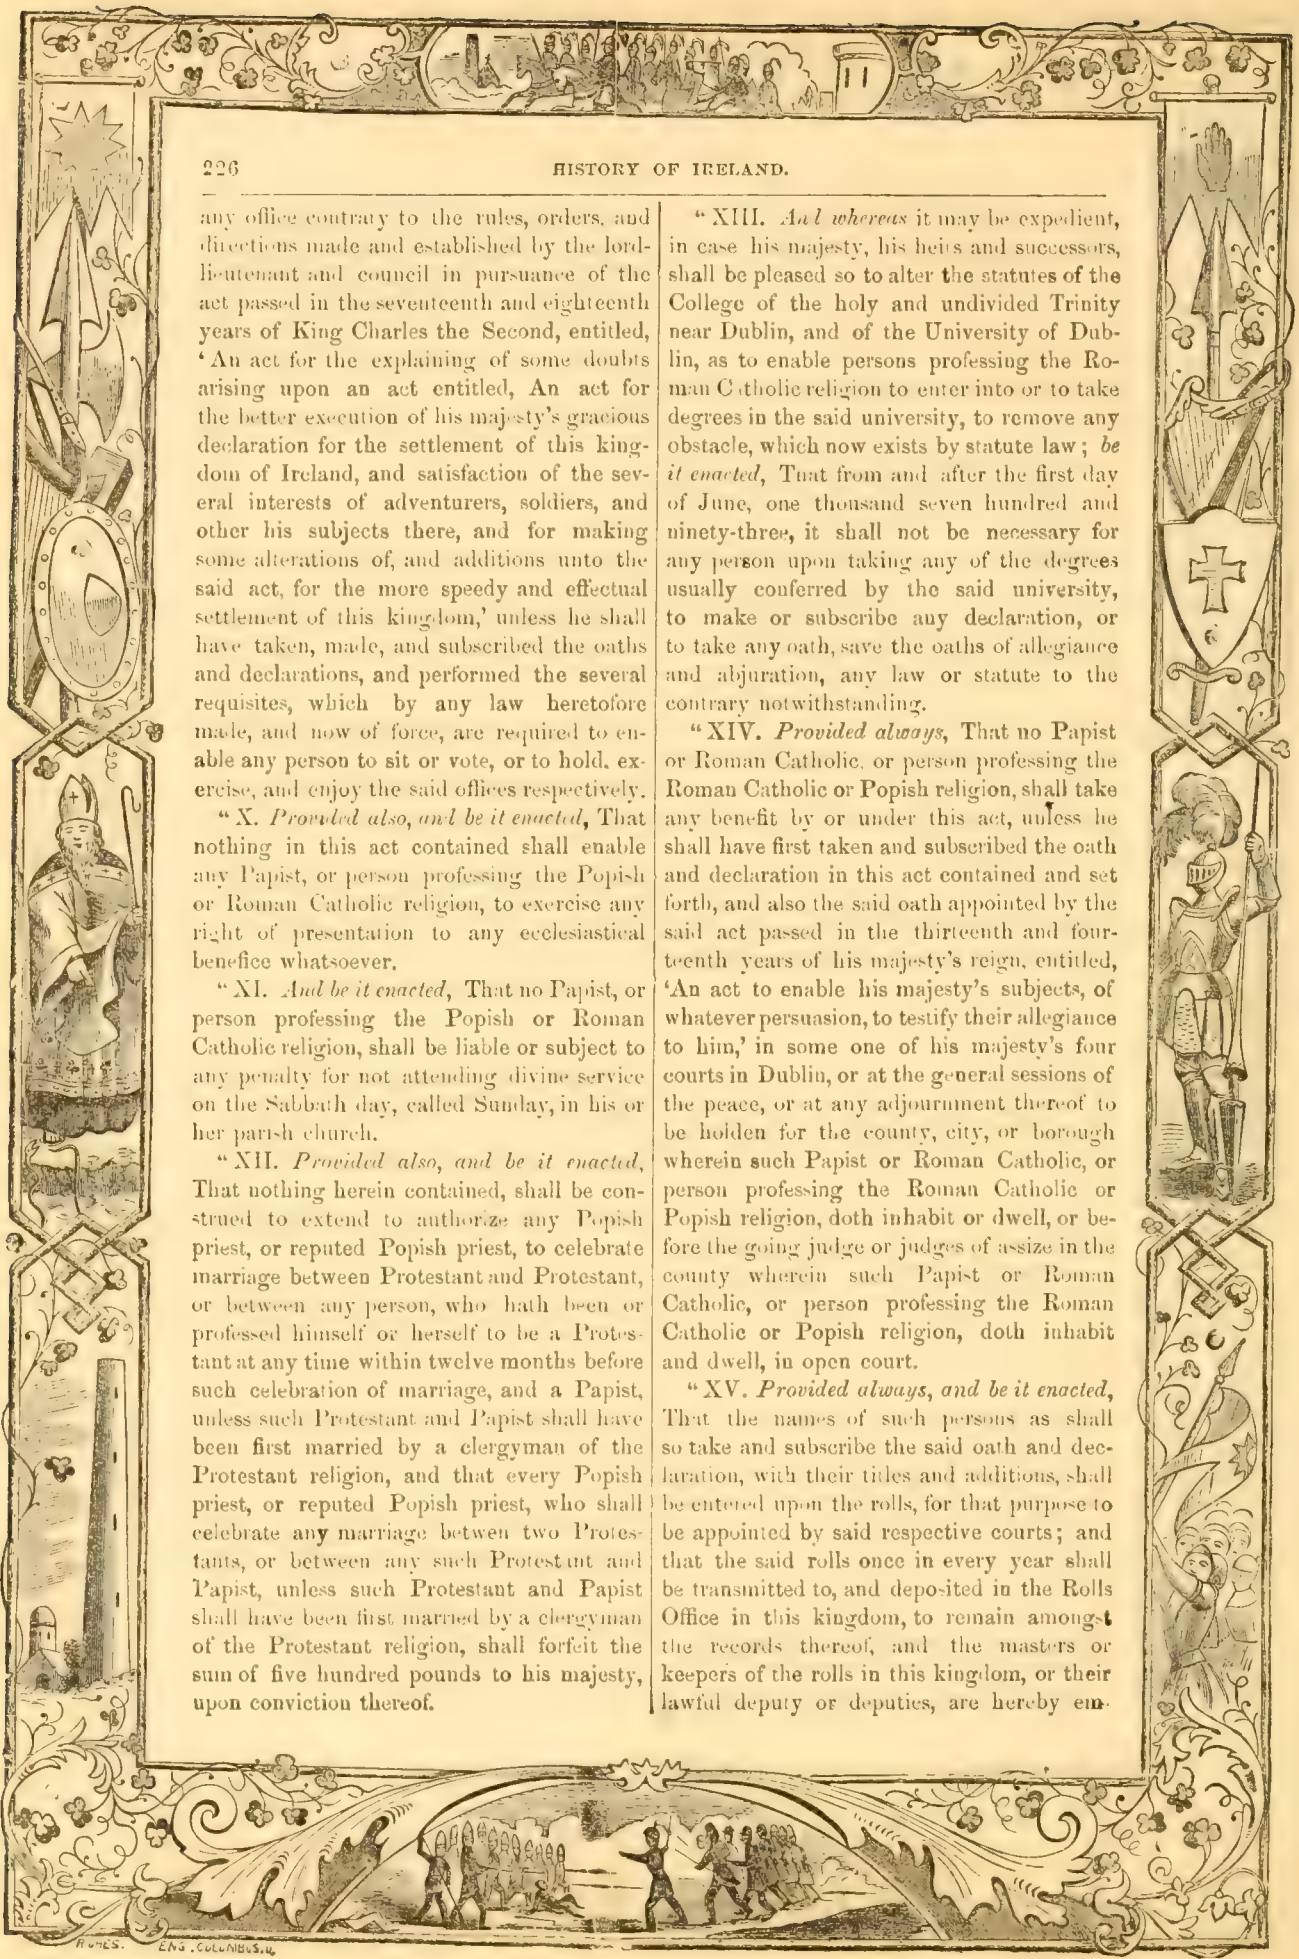 226
HISTORY OF IRELAND.
any office contrary to the rules, orders, and
directions made and established by the lord-
lieutenant and council in pursuance of the
act passed in the seventeenth and eighteenth
years of King Charles the Second, entitled,
‘An act for the explaining of some doubts
arising upon an act entitled, An act for
the better execution of his majesty’s gracious
declaration for the settlement of this king-
dom of Ireland, and satisfaction of the sev-
eral interests of adventurers, soldiers, and
other his subjects there, and for making
some alterations of, and additions unto the
said act, for the more speedy and effectual
settlement of this kingdom,’ unless he shall
have taken, made, and subscribed the oaths
and declarations, and performed the several
requisites, which by any law heretofore
made, and now of force, are required to en-
able any person to sit or vote, or to hold, ex-
ercise, and enjoy the said offices respectively.
“X. Provided also, and be it enacted, That
nothing in this act contained shall enable
any Papist, or person professing the Popish
or Roman Catholic religion, to exercise any
right of presentation to any ecclesiastical
benefice whatsoever.
“XI. And be it enacted, That no Papist, or
person professing the Popish or Roman
Catholic religion, shall be liable or subject to
any penalty for not attending divine service
on the Sabbath day, called Sunday, in his or
her parish church.
“XII. Provided also, and be it enacted,
That nothing herein contained, shall be con-
strued to extend to authorize any Popish
priest, or reputed Popish priest, to celebrate
marriage between Protestant and Protestant,
or between any person, who hath been or
professed himself or herself to be a Protes-
tant at any time within twelve months before
such celebration of marriage, and a Papist,
unless such Protestant and Papist shall have
been first married by a clergyman of the
Protestant religion, and that every Popish
priest, or reputed Popish priest, who shall
celebrate any marriage betwen two Protes-
tants, or between any such Protestant and
Papist, unless such Protestant and Papist
shall have been first married by a clergyman
of the Protestant religion, shall forfeit the
sum of five hundred pounds to his majesty,
upon conviction thereof.
“XIII. And whereas it may be expedient,
in case his majesty, his heirs and successors,
shall be pleased so to alter the statutes of the
College of the holy and undivided Trinity
near Dublin, and of the University of Dub-
lin, as to enable persons professing the Ro-
man Catholic religion to enter into or to take
degrees in the said university, to remove any
obstacle, which now exists by statute law; be
it enacted, That from and after the first day
of June, one thousand seven hundred and
ninety-three, it shall not be necessary for
any person upon taking any of the degrees
usually conferred by the said university,
to make or subscribe any declaration, or
to take any oath, save the oaths of allegiance
and abjuration, any law or statute to the
contrary notwithstanding.
“XIV. Provided always, That no Papist
or Roman Catholic, or person professing the
Roman Catholic or Popish religion, shall take
any benefit by or under this act, unless he
shall have first taken and subscribed the oath
and declaration in this act contained and set
forth, and also the said oath appointed by the
said act passed in the thirteenth and four-
teenth years of his majesty’s reign, entitled,
‘An act to enable his majesty’s subjects, of
whatever persuasion, to testify their allegiance
to him,’ in some one of his majesty’s four
courts in Dublin, or at the general sessions of
the peace, or at any adjournment thereof to
be holden for the county, city, or borough
wherein such Papist or Roman Catholic, or
person professing the Roman Catholic or
Popish religion, doth inhabit or dwell, or be-
fore the going judge or judges of assize in the
county wherein such Papist or Roman
Catholic, or person professing the Roman
Catholic or Popish religion, doth inhabit
and dwell, in open court.
“XV. Provided always, and be it enacted,
That the names of such persons as shall
so take and subscribe the said oath and dec-
laration, with their titles and additions, shall
be entered upon the rolls, for that purpose to
be appointed by said respective courts; and
that the said rolls once in every year shall
be transmitted to, and deposited in the Rolls
Office in this kingdom, to remain amongst
the records thereof, and the masters or
keepers of the rolls in this kingdom, or their
lawful deputy or deputies, are hereby em-
ENG. COLUMBUS.